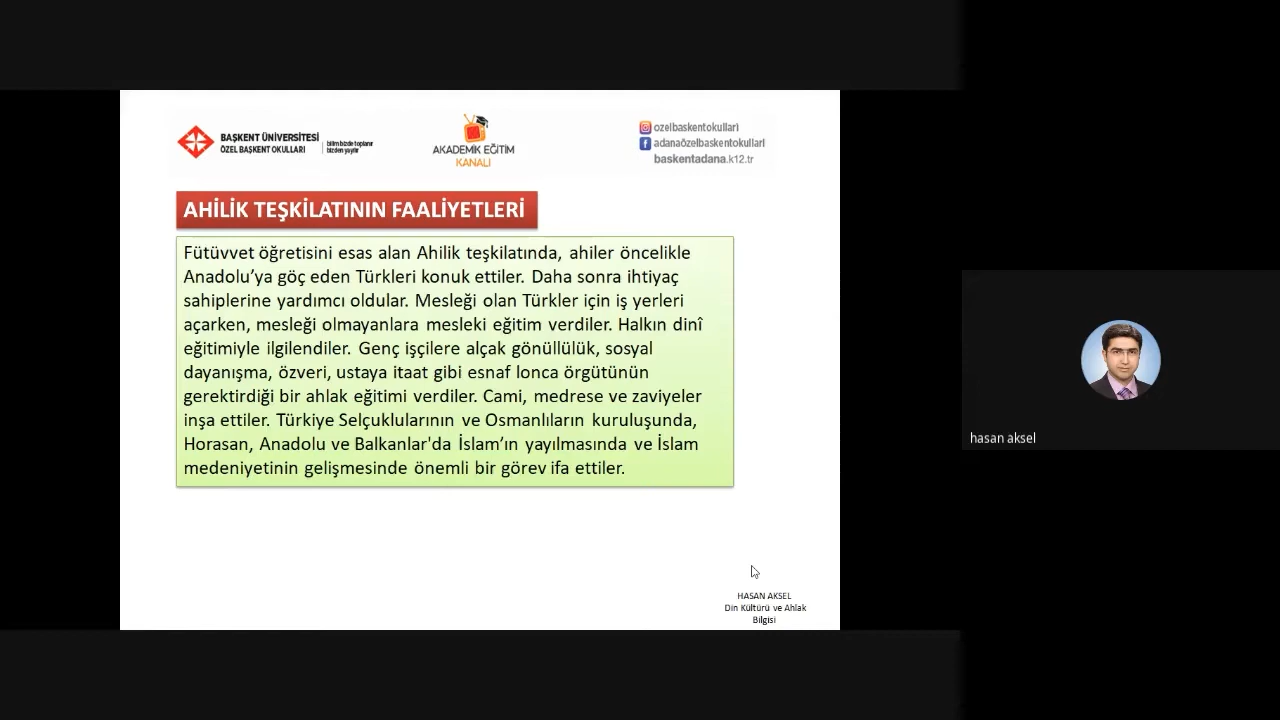 BAŞKENT ÜNİVERSİTESİ
ÖZEL BAŞKENT OKULLARI
bilim bizde toplanır
bizden yayılır
AKADEMİK EĞİTİM
KANALI
ozelbaskentokullari
adanaözelbaskentokullari
baskentadana.k12.tr
AHİLİK TEŞKİLATININ FAALİYETLERİ
Fütüvvet öğretisini esas alan Ahilik teşkilatında, ahiler öncelikle
Anadolu’ya göç eden Türkleri konuk ettiler. Daha sonra ihtiyaç
sahiplerine yardımcı oldular. Mesleği olan Türkler için iş yerleri
açarken, mesleği olmayanlara mesleki eğitim verdiler. Halkın dinî
eğitimiyle ilgilendiler. Genç işçilere alçak gönüllülük, sosyal
dayanışma, özveri, ustaya itaat gibi esnaf lonca örgütünün
gerektirdiği bir ahlak eğitimi verdiler. Cami, medrese ve zaviyeler
inşa ettiler. Türkiye Selçuklularının ve Osmanlıların kuruluşunda,
Horasan, Anadolu ve Balkanlar'da İslam’ın yayılmasında ve İslam
medeniyetinin gelişmesinde önemli bir görev ifa ettiler.
HASAN AKSEL
Din Kültürü ve Ahlak
Bilgisi
hasan aksel